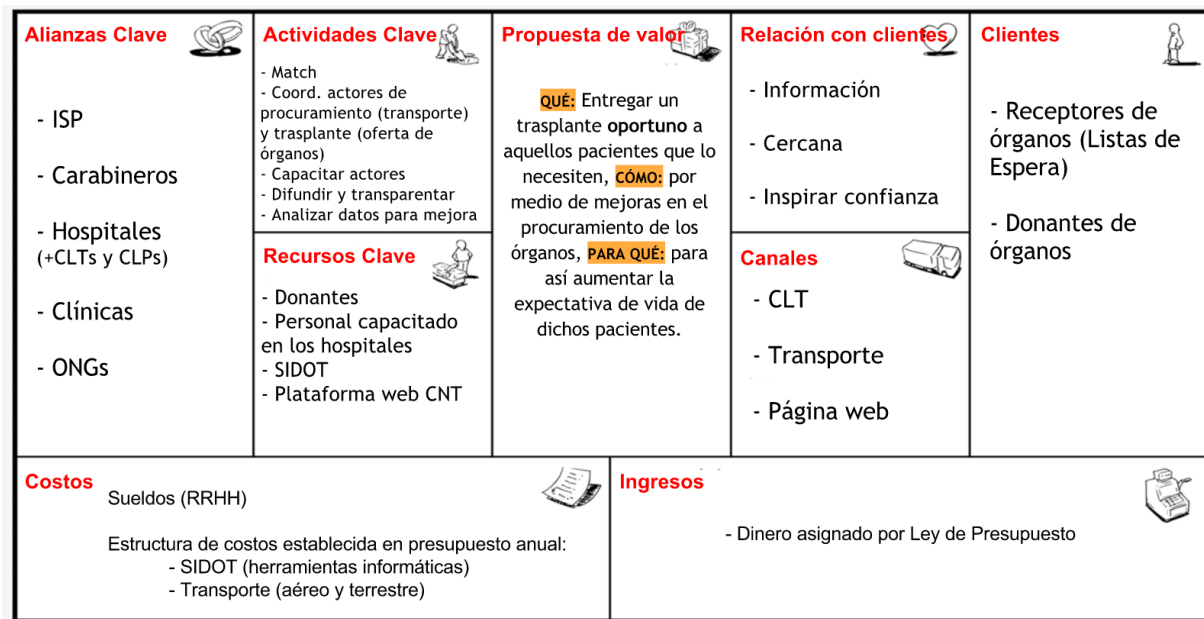 Alianzas Clave
- ISP
- Carabineros
- Hospitales
(+CLTs y CLPs)
- Clínicas
- ONGs
Actividades Clave
- Match
- Coord. actores de
procuramiento (transporte)
y trasplante (oferta de
órganos)
- Capacitar actores
- Difundir y transparentar
- Analizar datos para mejora
Recursos Clave
- Donantes
- Personal capacitado
en los hospitales
- SIDOT
- Plataforma web CNT
Propuesta de valor
QUÉ: Entregar un
trasplante oportuno a
aquellos pacientes que lo
necesiten, CÓMO: por
medio de mejoras en el
procuramiento de los
órganos, PARA QUÉ: para
así aumentar la
expectativa de vida de
dichos pacientes.
Relación con clientes
- Información
- Cercana
- Inspirar confianza
Canales
- CLT
- Transporte
- Página web
Clientes
- Receptores de
órganos (Listas de
Espera)
- Donantes de
órganos
Costos
Sueldos (RRHH)
Estructura de costos establecida en presupuesto anual:
- SIDOT (herramientas informáticas)
- Transporte (aéreo y terrestre)
Ingresos
- Dinero asignado por Ley de Presupuesto